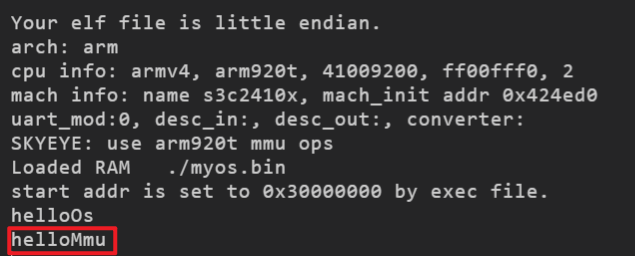 Your elf file is little endian.
arch: arm
cpu info: armv4, arm920t, 41009200, ff00fff0, 2
mach info: name s3c2410x, mach_init addr 0x424ed0
uart_mod:0, desc_in:, desc_out:, converter:
SKYEYE: use arm920t mmu ops
Loaded RAM   ./myos.bin
start addr is set to 0x30000000 by exec file.
helloOs
helloMmu